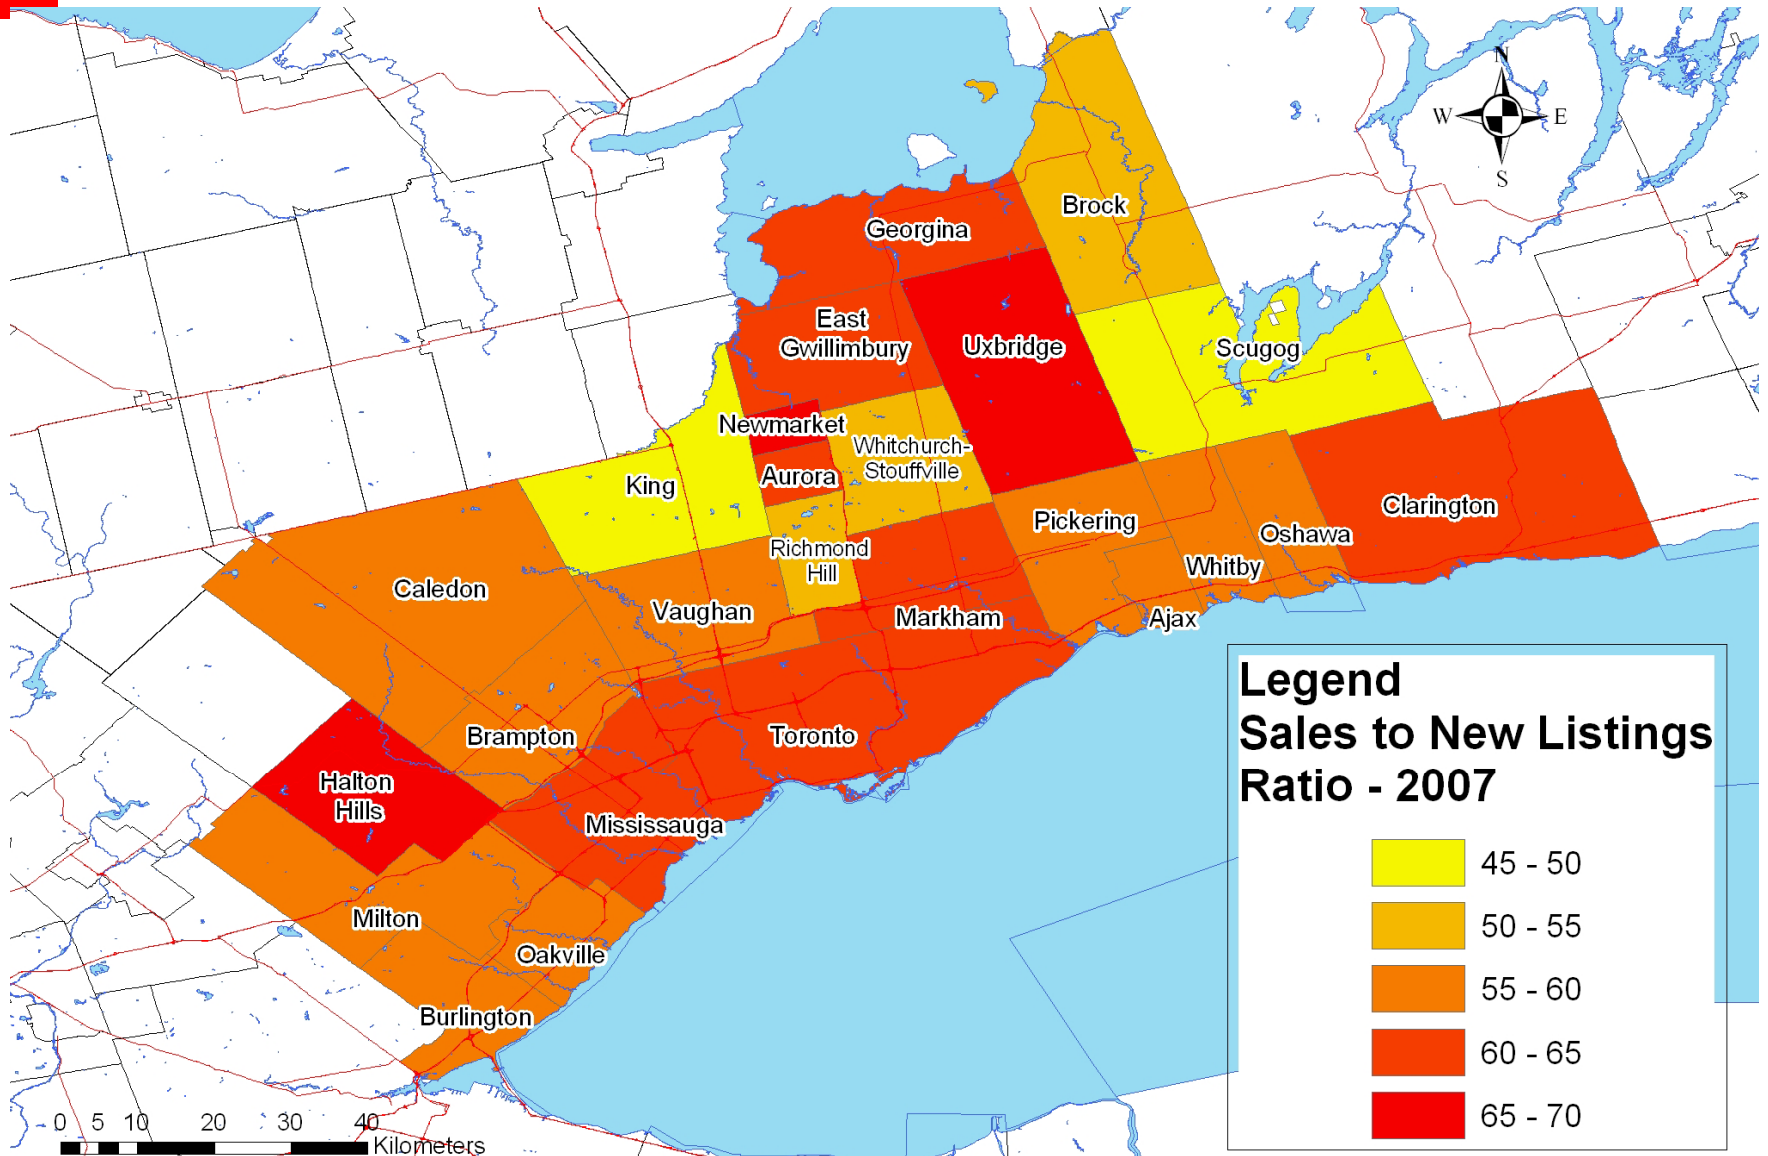 N
W E
S
Brock
Georgina
East
Gwillimbury
Uxbridge
Scugog
Newmarket
Whitchurch-
Stouffville
Aurora
King
Clarington
Pickering
Oshawa
Richmond
Hill
Whitby
Caledon
Vaughan
Markham
Ajax
Brampton
Toronto
Halton
Hills
Mississauga
Milton
Oakville
Burlington
Legend
Sales to New Listings
Ratio - 2007
45 - 50
50 - 55
55 - 60
60 - 65
65 - 70
0 5 10 20 30 40
Kilometers